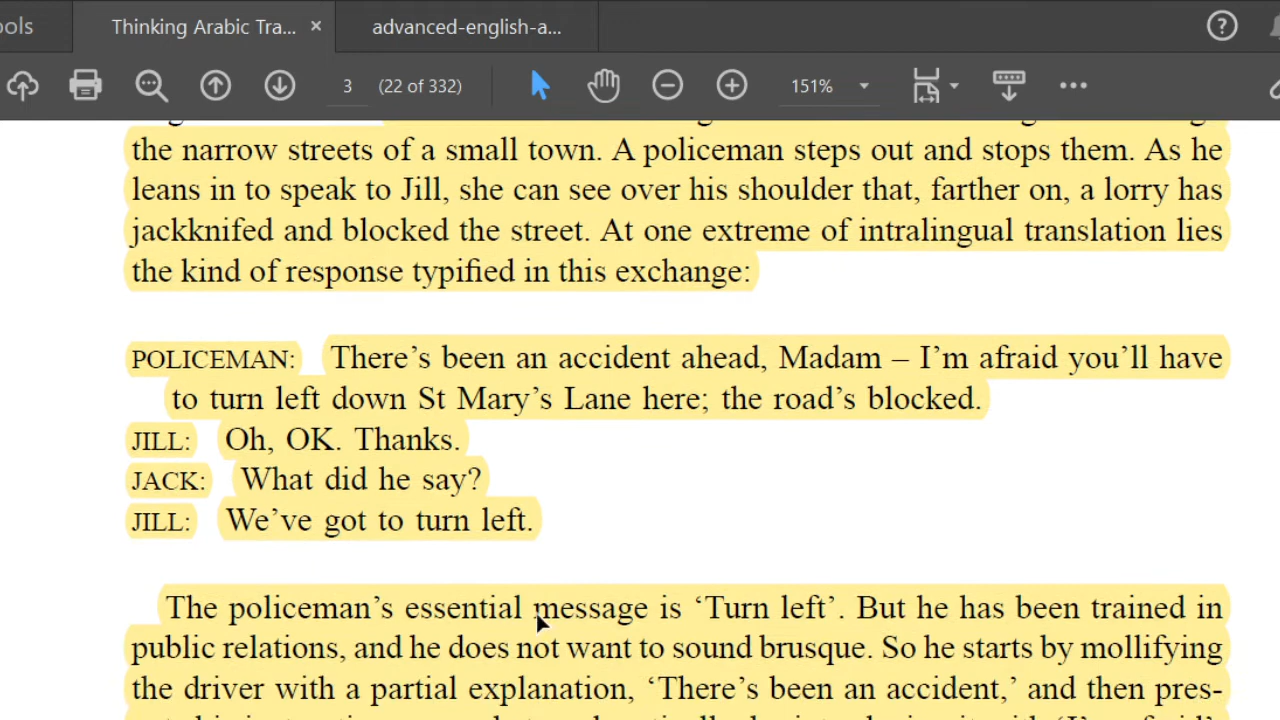 ools
Thinking Arabic Tra... ×
advanced-english-a...
3 (22 of 332)
151%
the narrow streets of a small town. A policeman steps out and stops them. As he
leans in to speak to Jill, she can see over his shoulder that, farther on, a lorry has
jackknifed and blocked the street. At one extreme of intralingual translation lies
the kind of response typified in this exchange:
POLICEMAN: There’s been an accident ahead, Madam – I’m afraid you’ll have
to turn left down St Mary’s Lane here; the road’s blocked.
JILL: Oh, OK. Thanks.
JACK: What did he say?
JILL: We’ve got to turn left.
The policeman’s essential message is ‘Turn left’. But he has been trained in
public relations, and he does not want to sound brusque. So he starts by mollifying
the driver with a partial explanation, ‘There’s been an accident,’ and then pres-